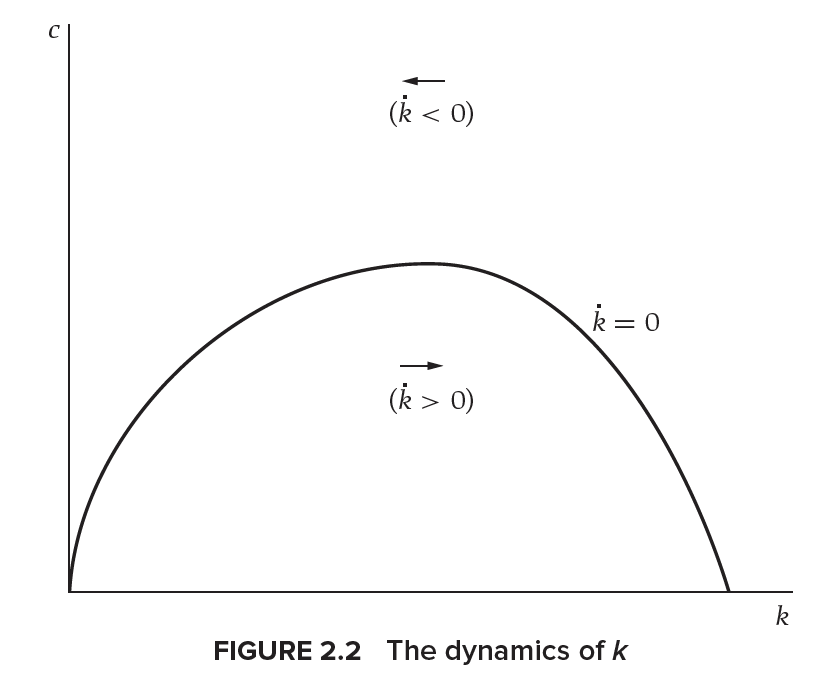 c
(k̇ < 0)
k̇ = 0
(k̇ > 0)
k
FIGURE 2.2 The dynamics of k